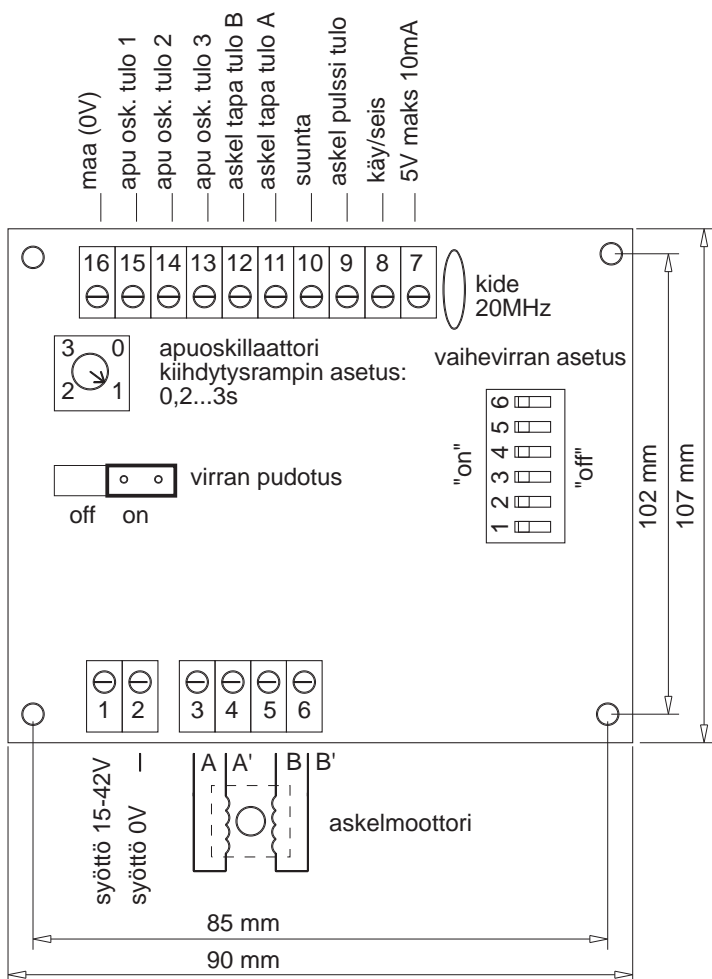 maa (0V)
apu osk. tulo 1
apu osk. tulo 2
apu osk. tulo 3
askel tapa tulo B
askel tapa tulo A
suunta
askel pulssi tulo
käy/seis
5V maks 10mA
16 15 14 13 12 11 10 9 8 7
kide
20MHz
3 0
2 1
apuoskillaattori
kiihdytysrampin asetus:
0,2...3s
vaihevirran asetus
"on"
1 2 3 4 5 6
"off"
virran pudotus
off on
102 mm
107 mm
1 2 3 4 5 6
A A' B B'
syöttö 15-42V
syöttö 0V
askelmoottori
85 mm
90 mm